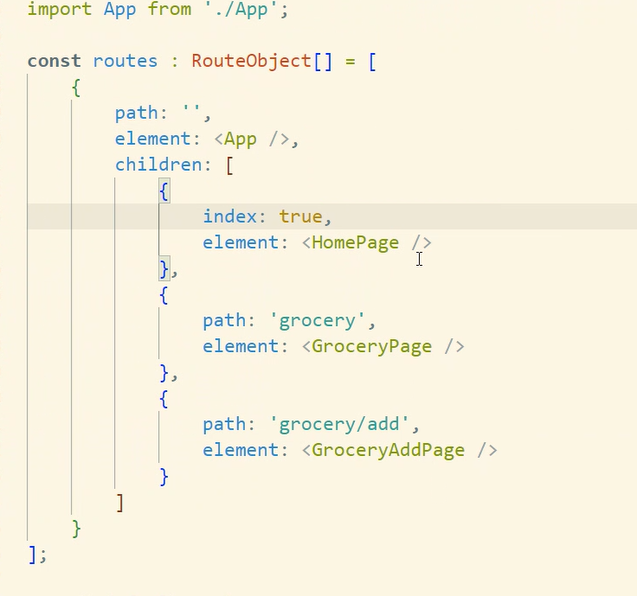 import App from './App';
const routes : RouteObject[] = [
    {
        path: '',
        element: <App />,
        children: [
            {
                index: true,
                element: <HomePage />
            },
            {
                path: 'grocery',
                element: <GroceryPage />
            },
            {
                path: 'grocery/add',
                element: <GroceryAddPage />
            }
        ]
    }
];